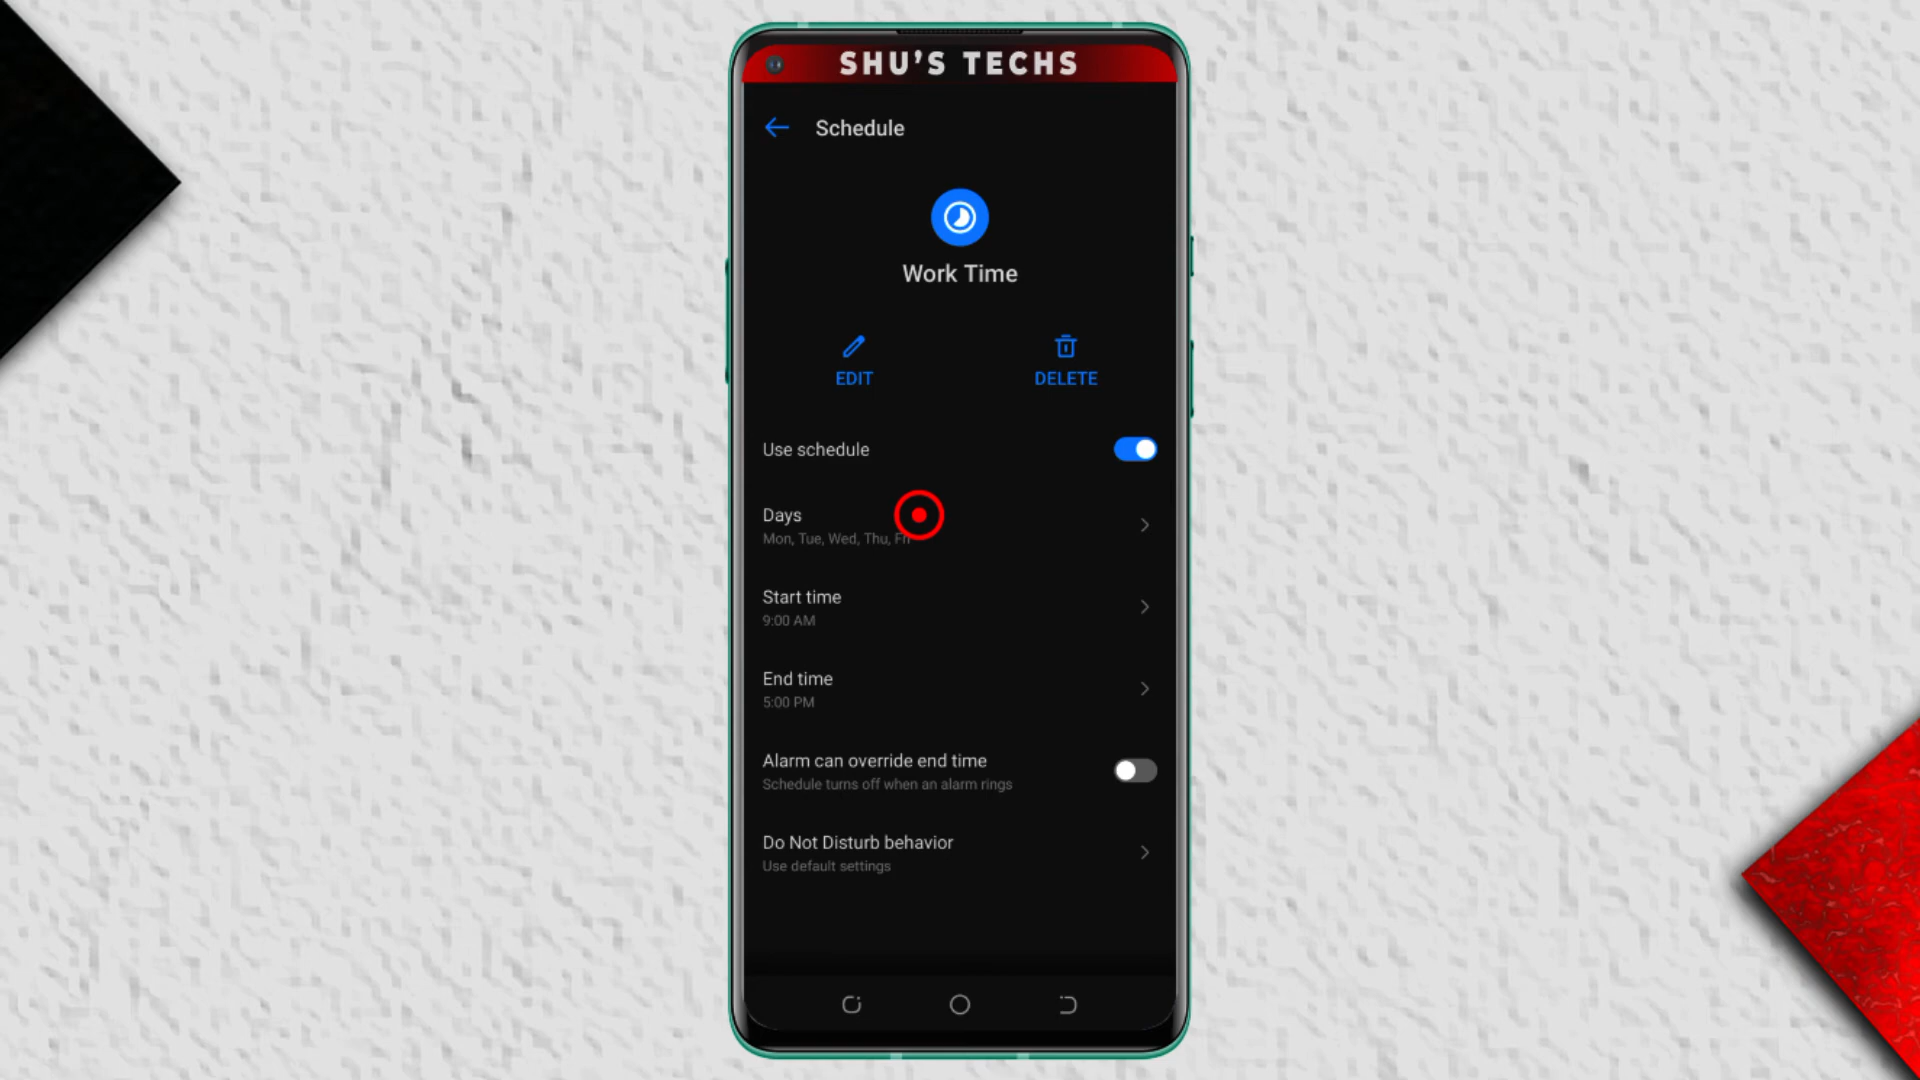 SHU'S TECHS
Schedule
Work Time
EDIT
DELETE
Use schedule
Days
Mon, Tue, Wed, Thu, Fri
Start time
9:00 AM
End time
5:00 PM
Alarm can override end time
Schedule turns off when an alarm rings
Do Not Disturb behavior
Use default settings